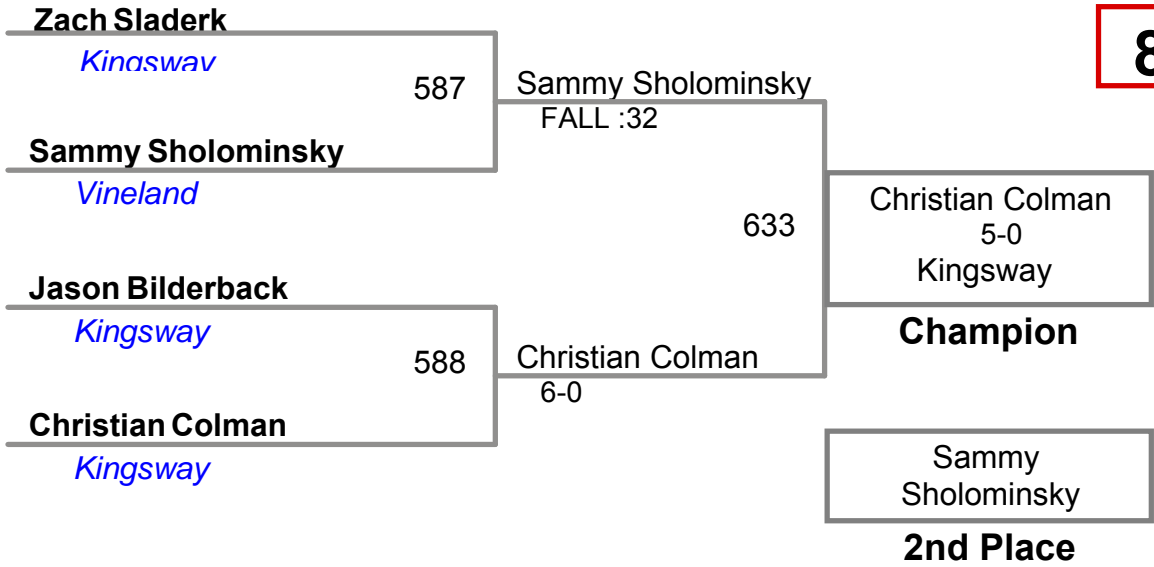 Zach Sladerk
Kingsway
587
Sammy Sholominsky
FALL :32
8
Sammy Sholominsky
Vineland
633
Christian Colman
5-0
Kingsway
Champion
Jason Bilderback
Kingsway
588
Christian Colman
6-0
Christian Colman
Kingsway
Sammy
Sholominsky
2nd Place